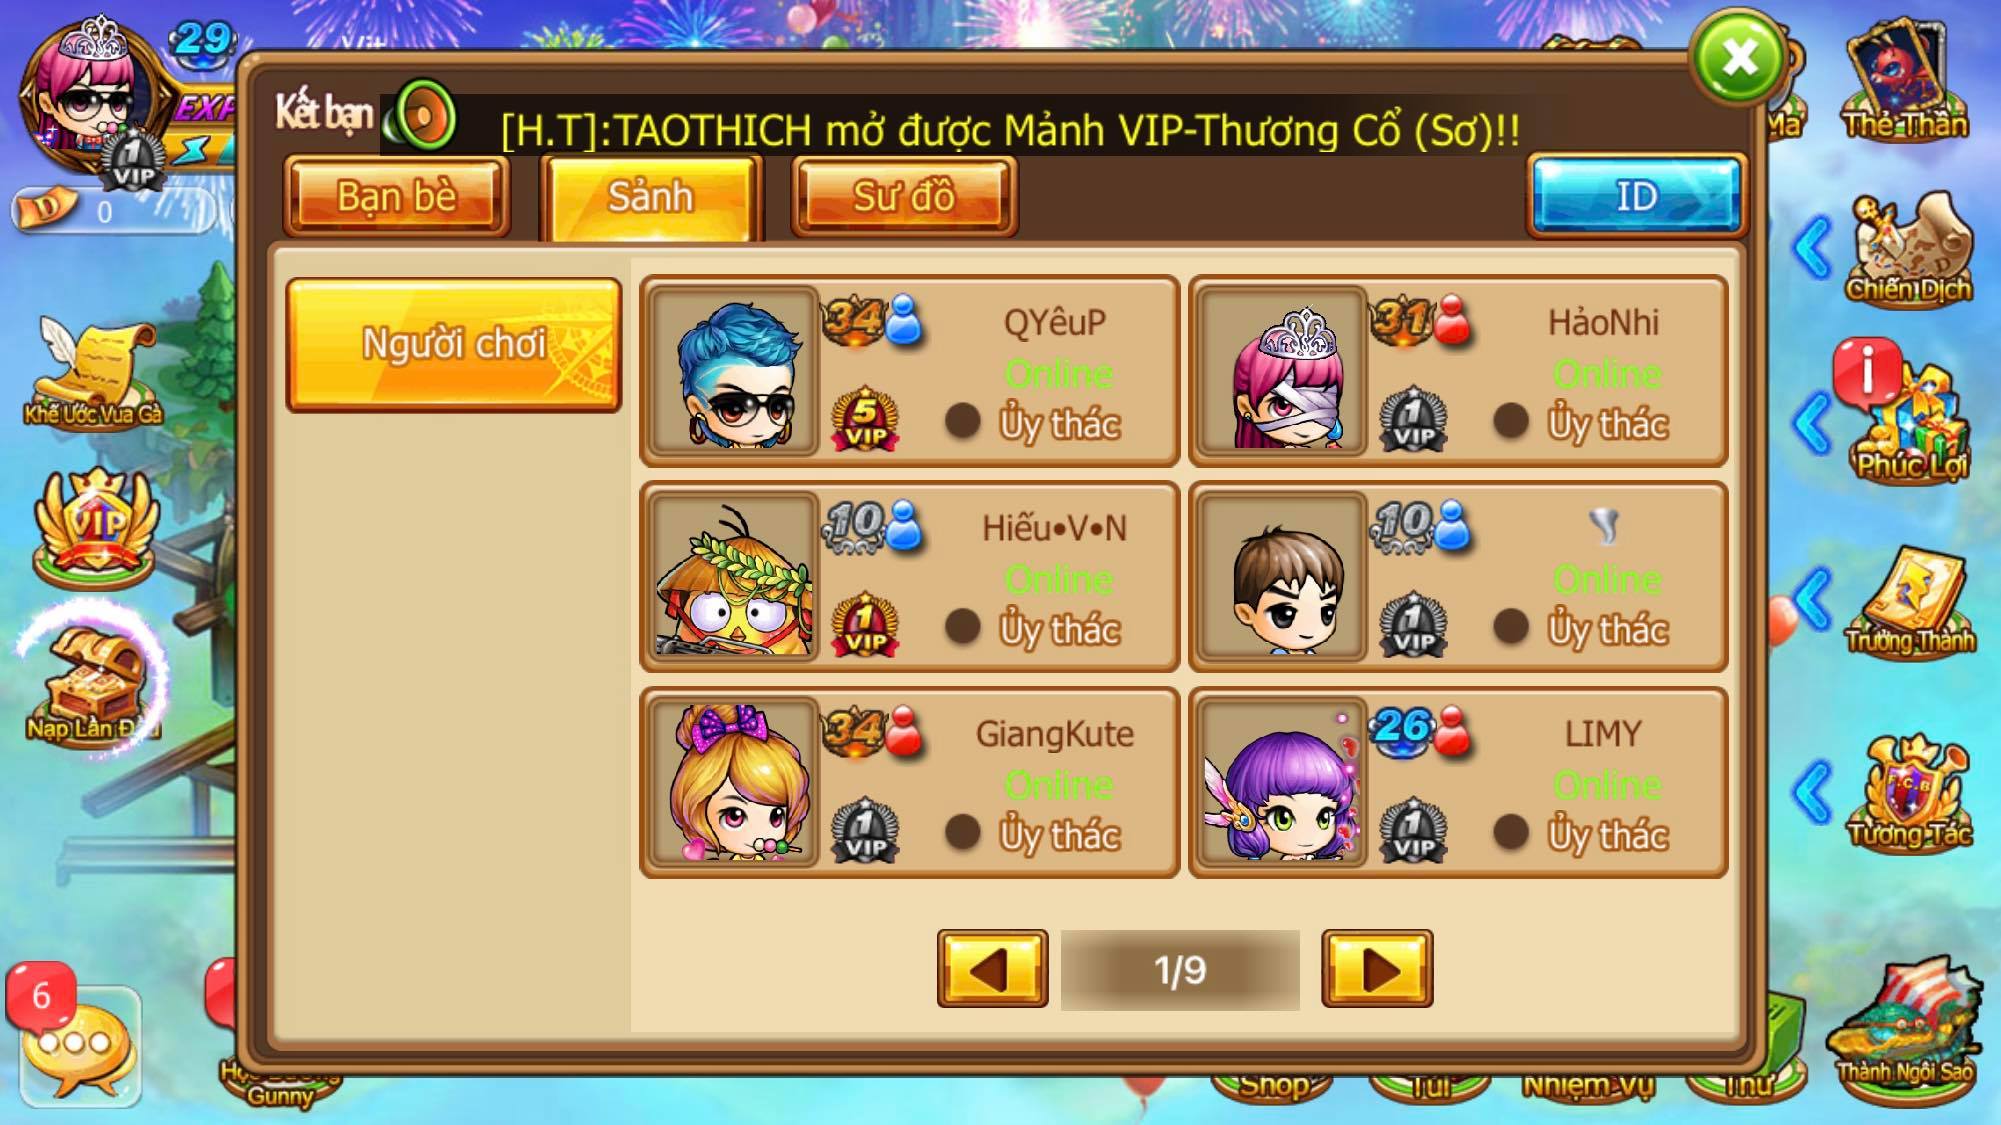 29
EXP
1
VIP
0
Kết bạn
[H.T]:TAOTHICH mở được Mảnh VIP-Thương Cổ (Sơ)!!
Bạn bè
Sảnh
Sư đồ
ID
Người chơi
34
QYêuP
Online
5
VIP
Ủy thác
31
HảoNhi
Online
1
VIP
Ủy thác
10
Hiếu•V•N
Online
1
VIP
Ủy thác
10
Online
1
VIP
Ủy thác
34
GiangKute
Online
1
VIP
Ủy thác
26
LIMY
Online
1
VIP
Ủy thác
1/9
Khế Ước Vua Gà
VIP
Nạp Lần Đầu
6
Gunny
Thẻ Thần
Chiến Dịch
i
Phúc Lợi
Trưởng Thành
F.C.B
Tương Tác
Shop
Túi
Nhiệm Vụ
Thư
Thành Ngôi Sao